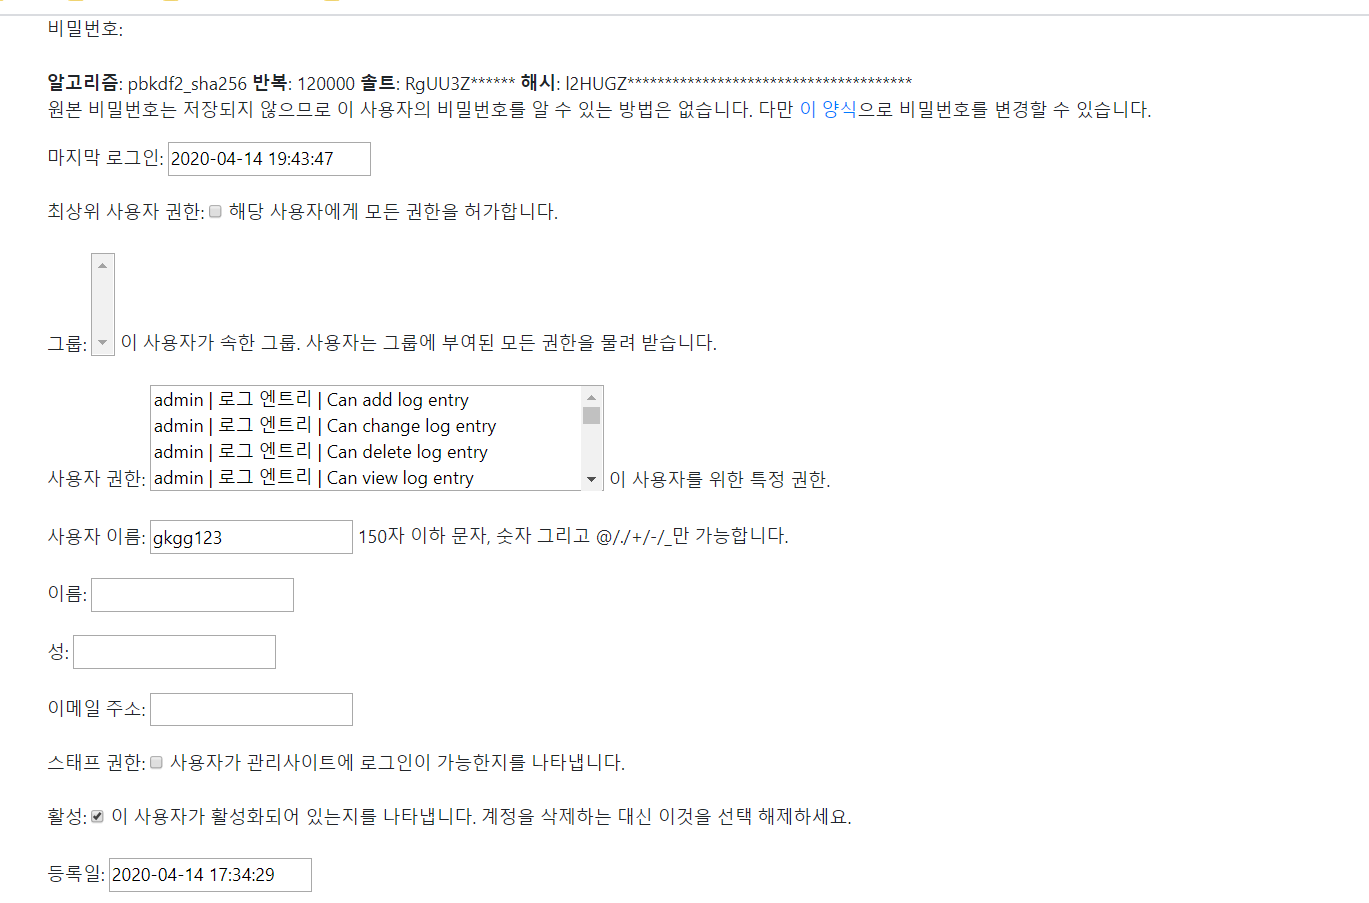 비밀번호:
알고리즘: pbkdf2_sha256 반복: 120000 솔트: RgUU3Z****** 해시: l2HUGZ**************************************
원본 비밀번호는 저장되지 않으므로 이 사용자의 비밀번호를 알 수 있는 방법은 없습니다. 다만 이 양식으로 비밀번호를 변경할 수 있습니다.
마지막 로그인: 2020-04-14 19:43:47
최상위 사용자 권한: 해당 사용자에게 모든 권한을 허가합니다.
그룹: 이 사용자가 속한 그룹. 사용자는 그룹에 부여된 모든 권한을 물려 받습니다.
admin | 로그 엔트리 | Can add log entry
admin | 로그 엔트리 | Can change log entry
admin | 로그 엔트리 | Can delete log entry
사용자 권한: admin | 로그 엔트리 | Can view log entry 이 사용자를 위한 특정 권한.
사용자 이름: gkgg123 150자 이하 문자, 숫자 그리고 @/./+/-/_만 가능합니다.
이름:
성:
이메일 주소:
스태프 권한: 사용자가 관리사이트에 로그인이 가능한지를 나타냅니다.
활성: 이 사용자가 활성화되어 있는지를 나타냅니다. 계정을 삭제하는 대신 이것을 선택 해제하세요.
등록일: 2020-04-14 17:34:29